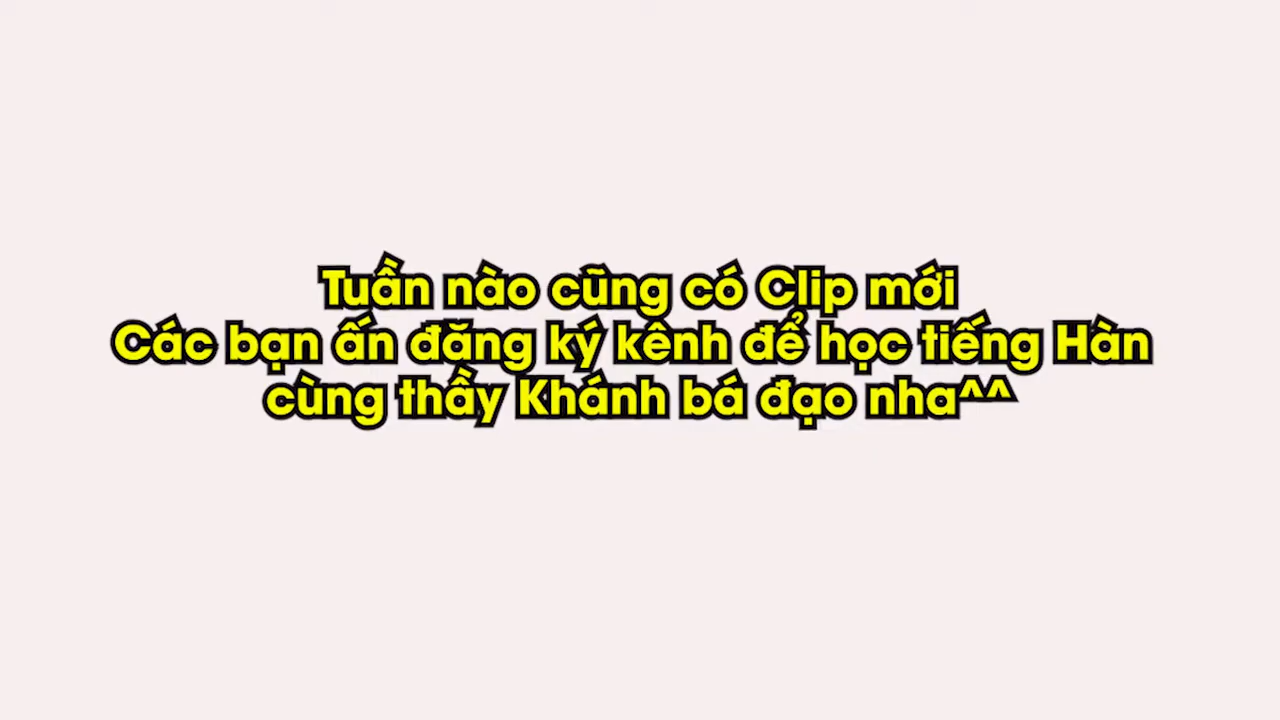 Tuần nào cũng có Clip mới
Các bạn ấn đăng ký kênh để học tiếng Hàn
cùng thầy Khánh bá đạo nha^^